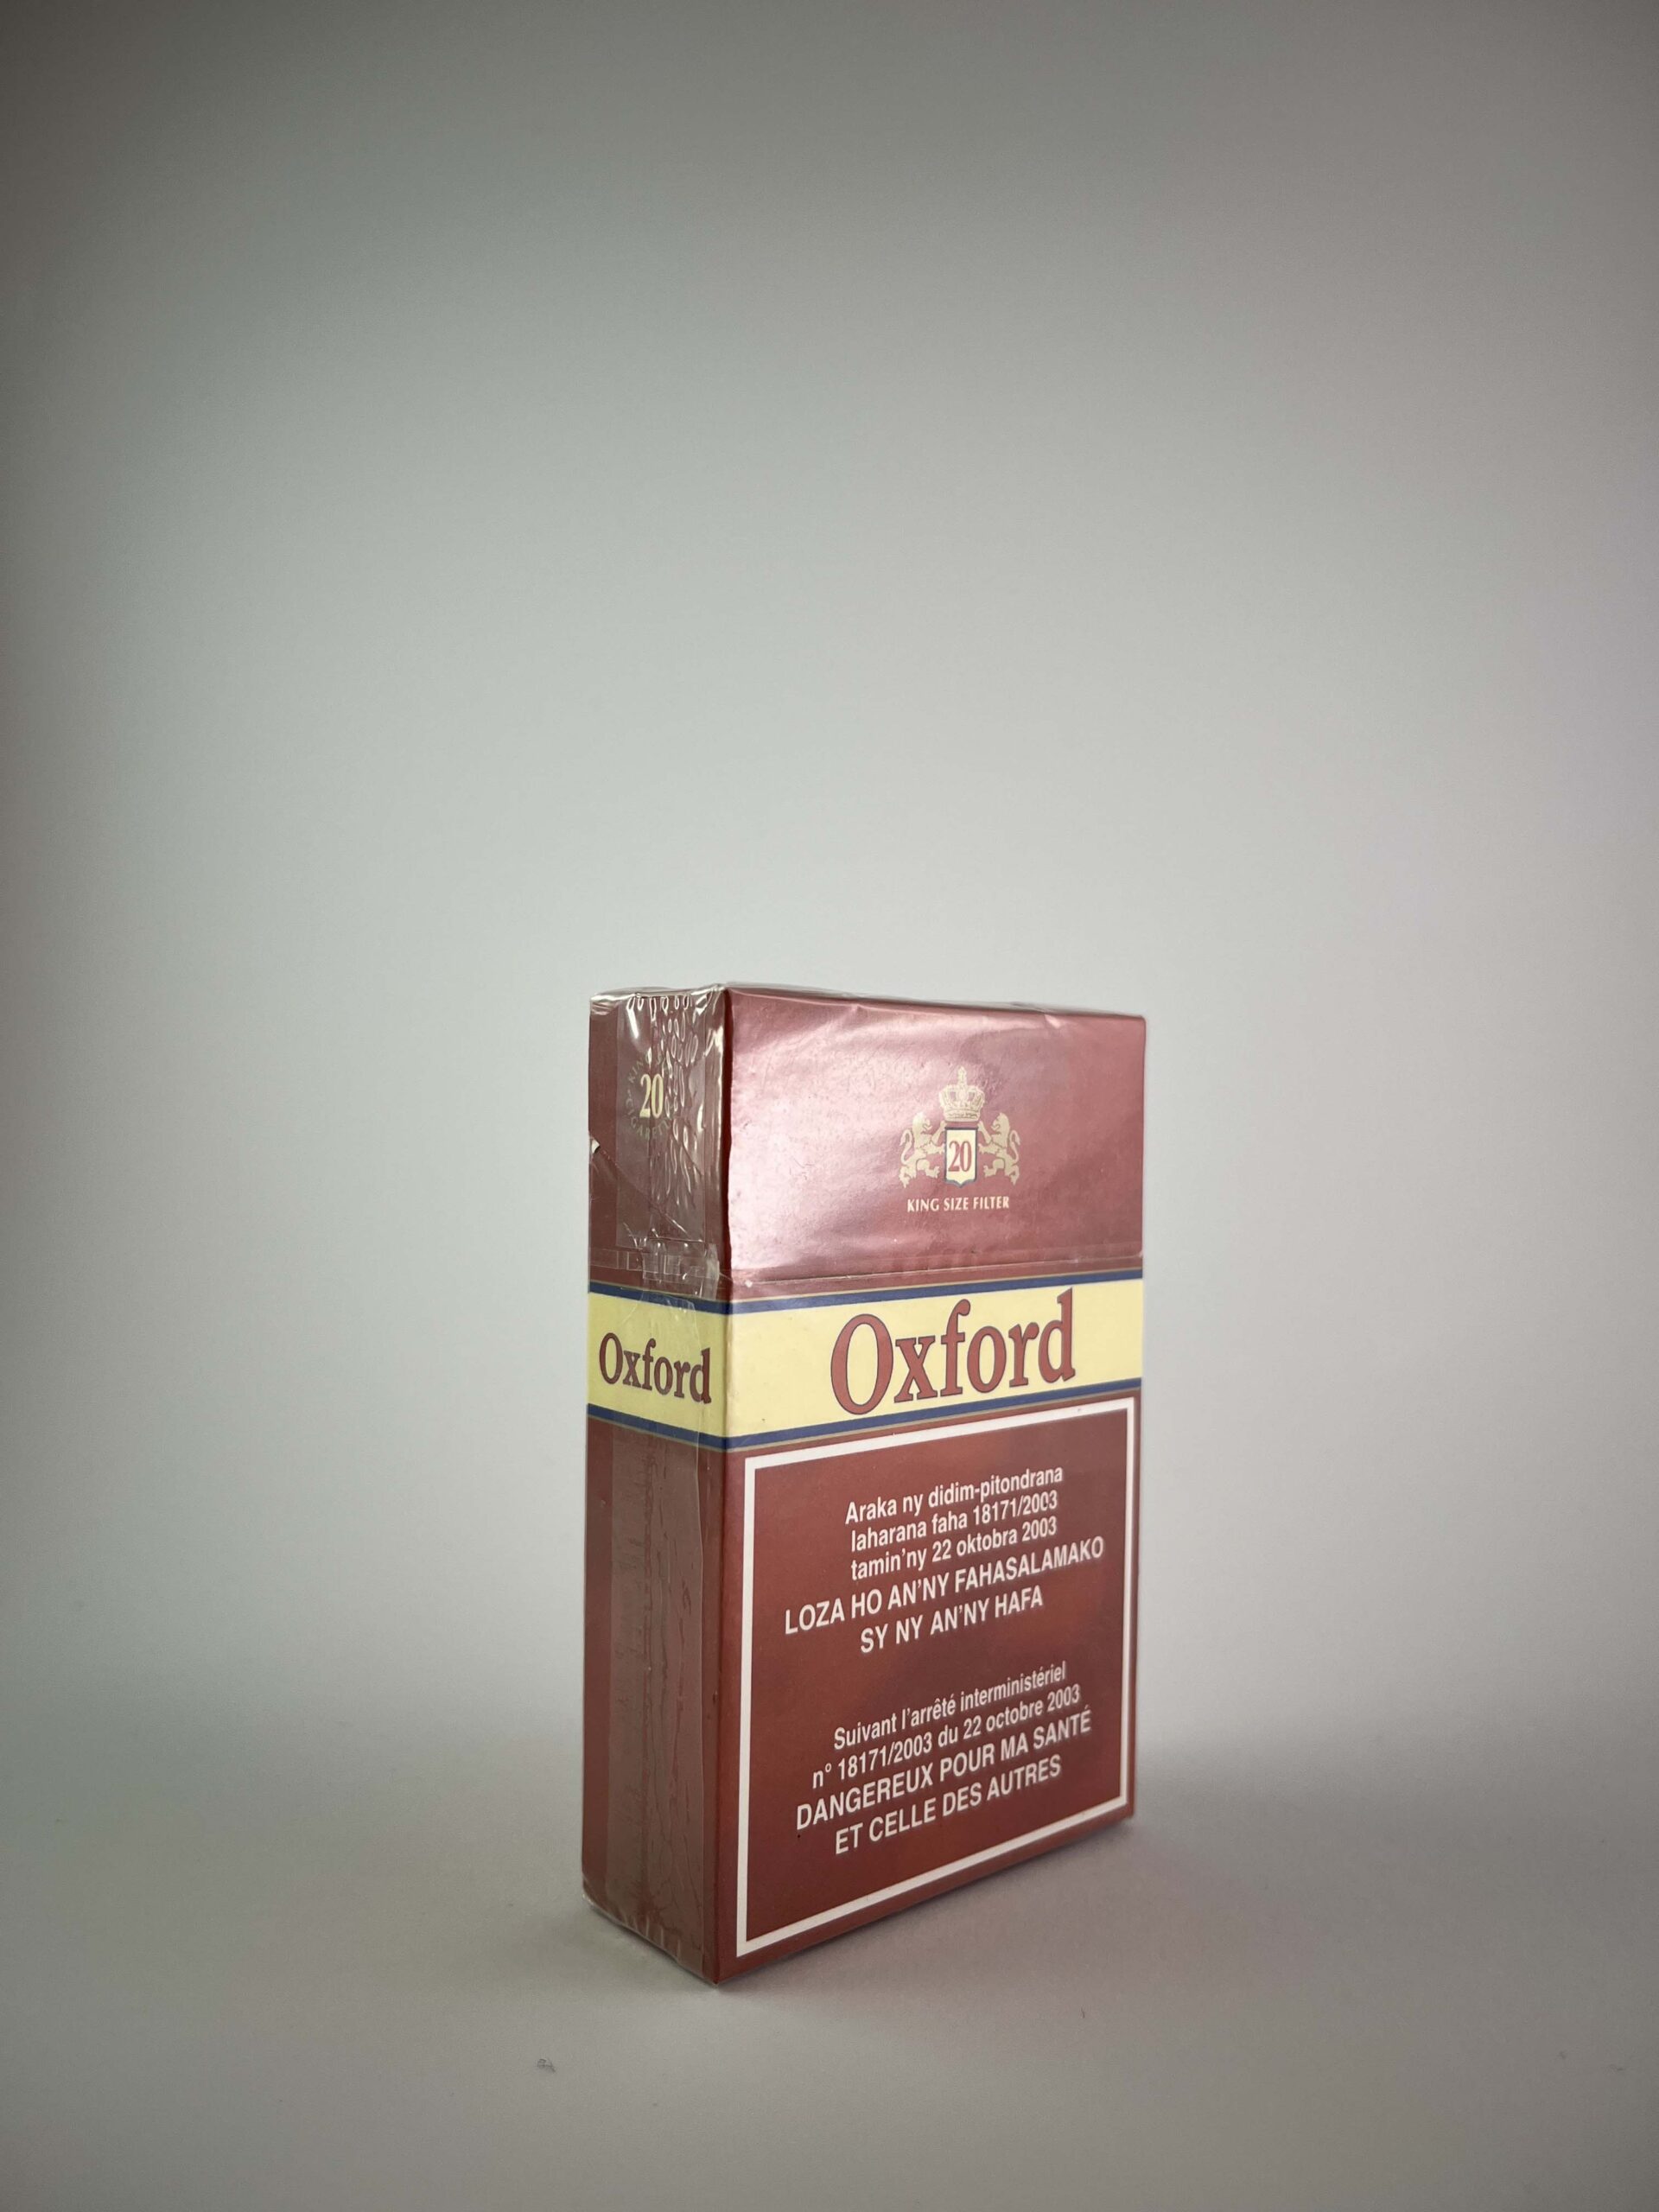 20
20
KING SIZE FILTER
Oxford
Oxford
Araka ny didim-pitondrana
laharana faha 18171/2003
tamin'ny 22 oktobra 2003
LOZA HO AN'NY FAHASALAMAKO
SY NY AN'NY HAFA
Suivant l'arrêté interministériel
n° 18171/2003 du 22 octobre 2003
DANGEREUX POUR MA SANTÉ
ET CELLE DES AUTRES